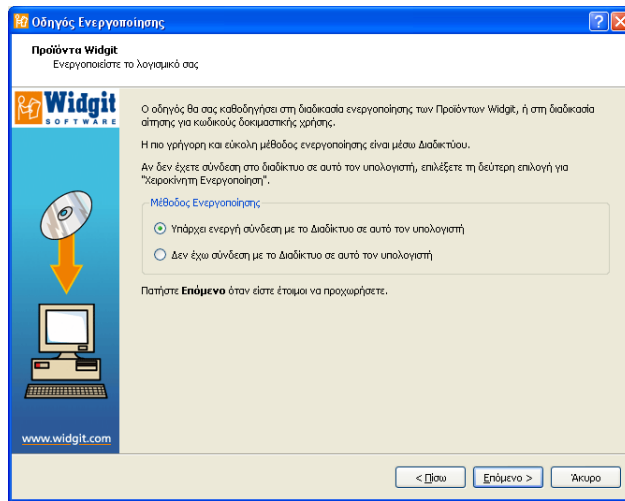 Οδηγός Ενεργοποίησης
Προϊόντα Widgit
Ενεργοποιείστε το λογισμικό σας
Widgit
SOFTWARE
Ο οδηγός θα σας καθοδηγήσει στη διαδικασία ενεργοποίησης των Προϊόντων Widgit, ή στη διαδικασία
αίτησης για κωδικούς δοκιμαστικής χρήσης.
Η πιο γρήγορη και εύκολη μέθοδος ενεργοποίησης είναι μέσω Διαδικτύου.
Αν δεν έχετε σύνδεση στο διαδίκτυο σε αυτό τον υπολογιστή, επιλέξετε τη δεύτερη επιλογή για
"Χειροκίνητη Ενεργοποίηση".
Μέθοδος Ενεργοποίησης
Υπάρχει ενεργή σύνδεση με το Διαδίκτυο σε αυτό τον υπολογιστή
Δεν έχω σύνδεση με το Διαδίκτυο σε αυτό τον υπολογιστή
Πατήστε Επόμενο όταν είστε έτοιμοι να προχωρήσετε.
www.widgit.com
< Πίσω
Επόμενο >
Άκυρο